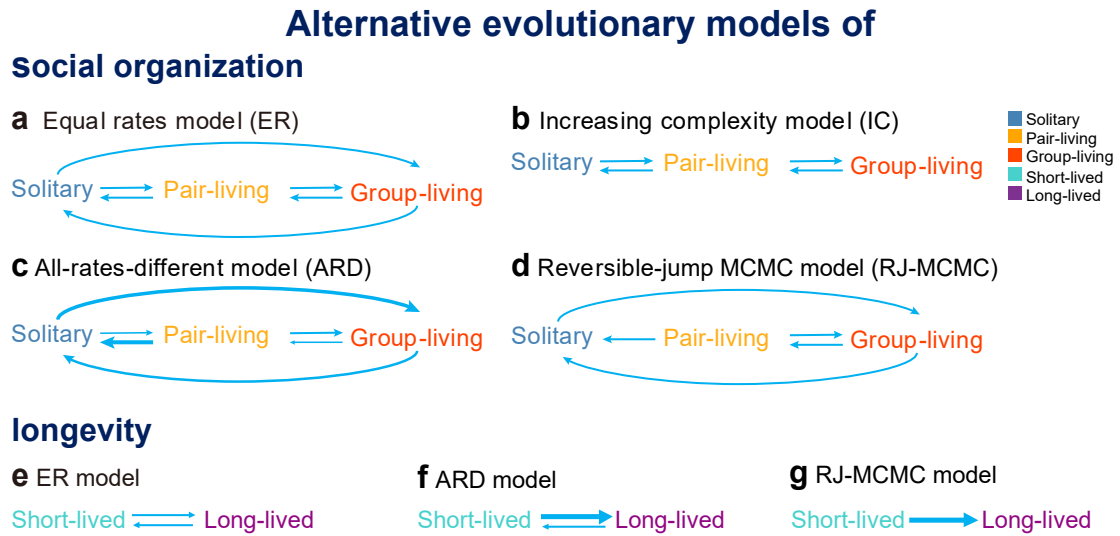 Alternative evolutionary models of
social organization
a Equal rates model (ER)
b Increasing complexity model (IC)
Solitary
Pair-living
Group-living
Short-lived
Long-lived
Solitary Pair-living Group-living
Solitary Pair-living Group-living
c All-rates-different model (ARD)
d Reversible-jump MCMC model (RJ-MCMC)
Solitary Pair-living Group-living
Solitary Pair-living Group-living
longevity
e ER model
f ARD model
g RJ-MCMC model
Short-lived Long-lived
Short-lived Long-lived
Short-lived Long-lived